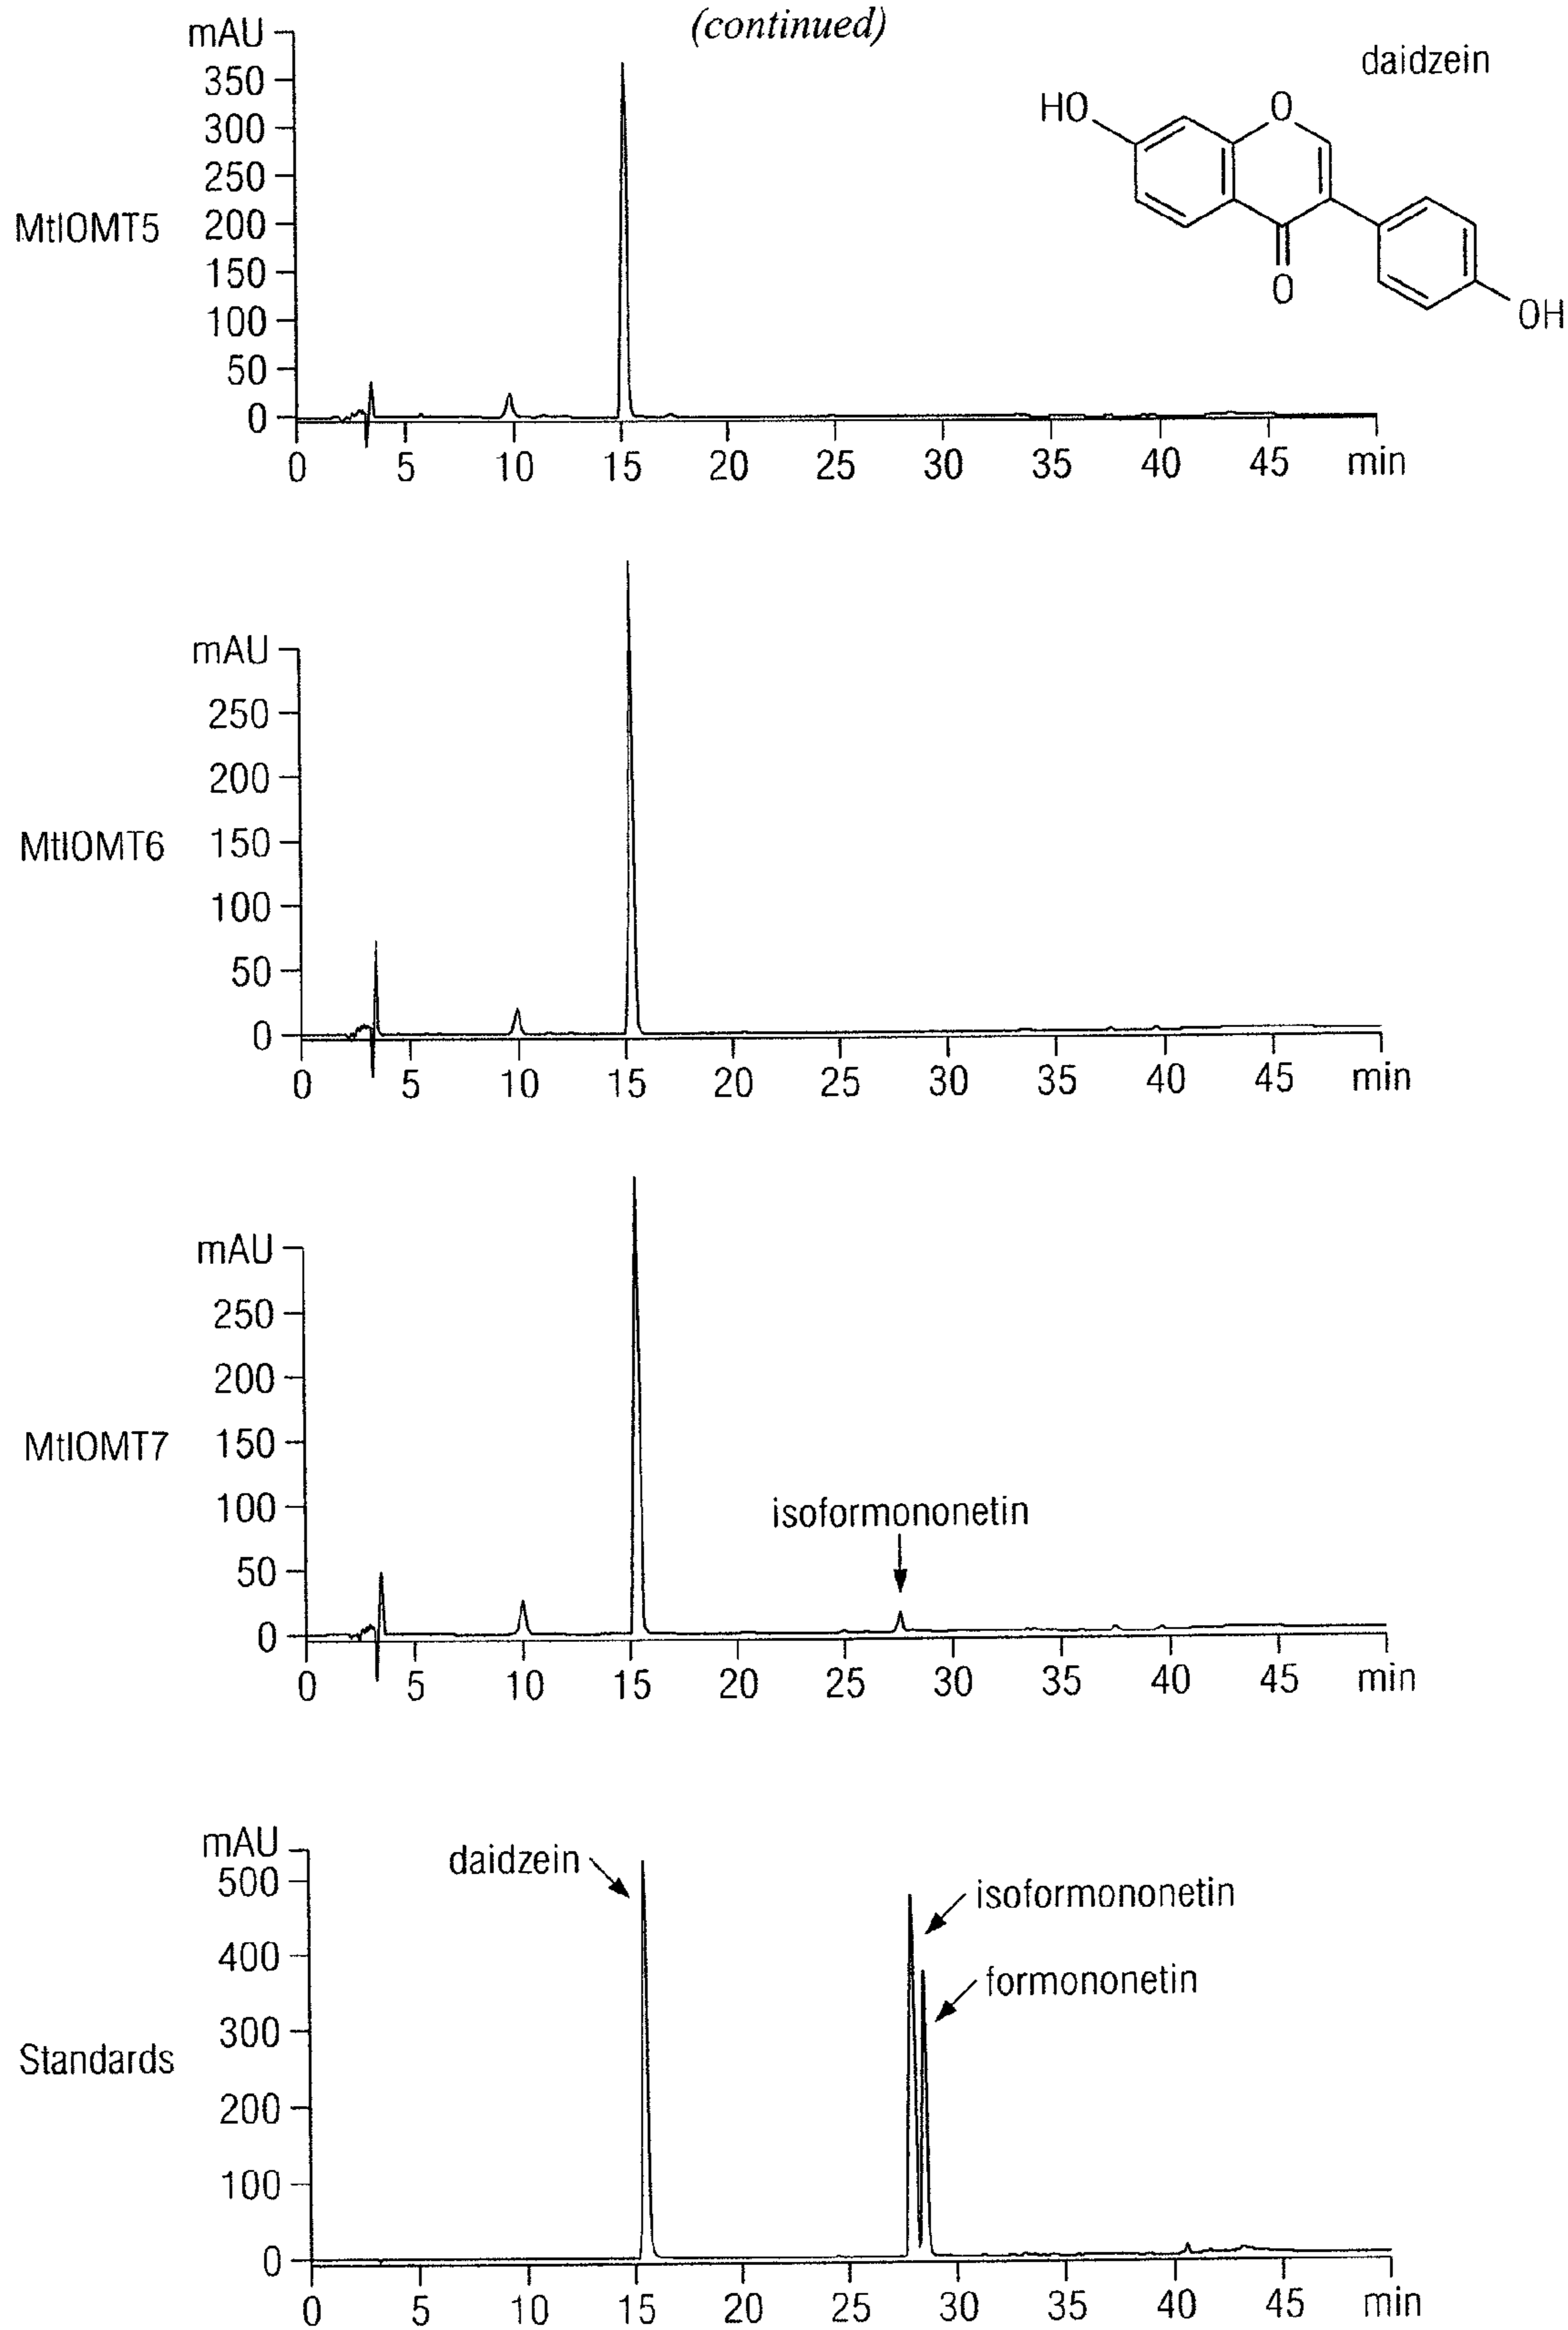 (continued)
mAU
350
300
250
200
150
100
50
0
MtIOMT5
0 5 10 15 20 25 30 35 40 45 min
daidzein
HO
O
O
OH
mAU
250
200
150
100
50
0
MtIOMT6
0 5 10 15 20 25 30 35 40 45 min
mAU
250
200
150
100
50
0
MtIOMT7
isoformononetin
0 5 10 15 20 25 30 35 40 45 min
mAU
500
400
300
200
100
0
Standards
daidzein
isoformononetin
formononetin
0 5 10 15 20 25 30 35 40 45 min